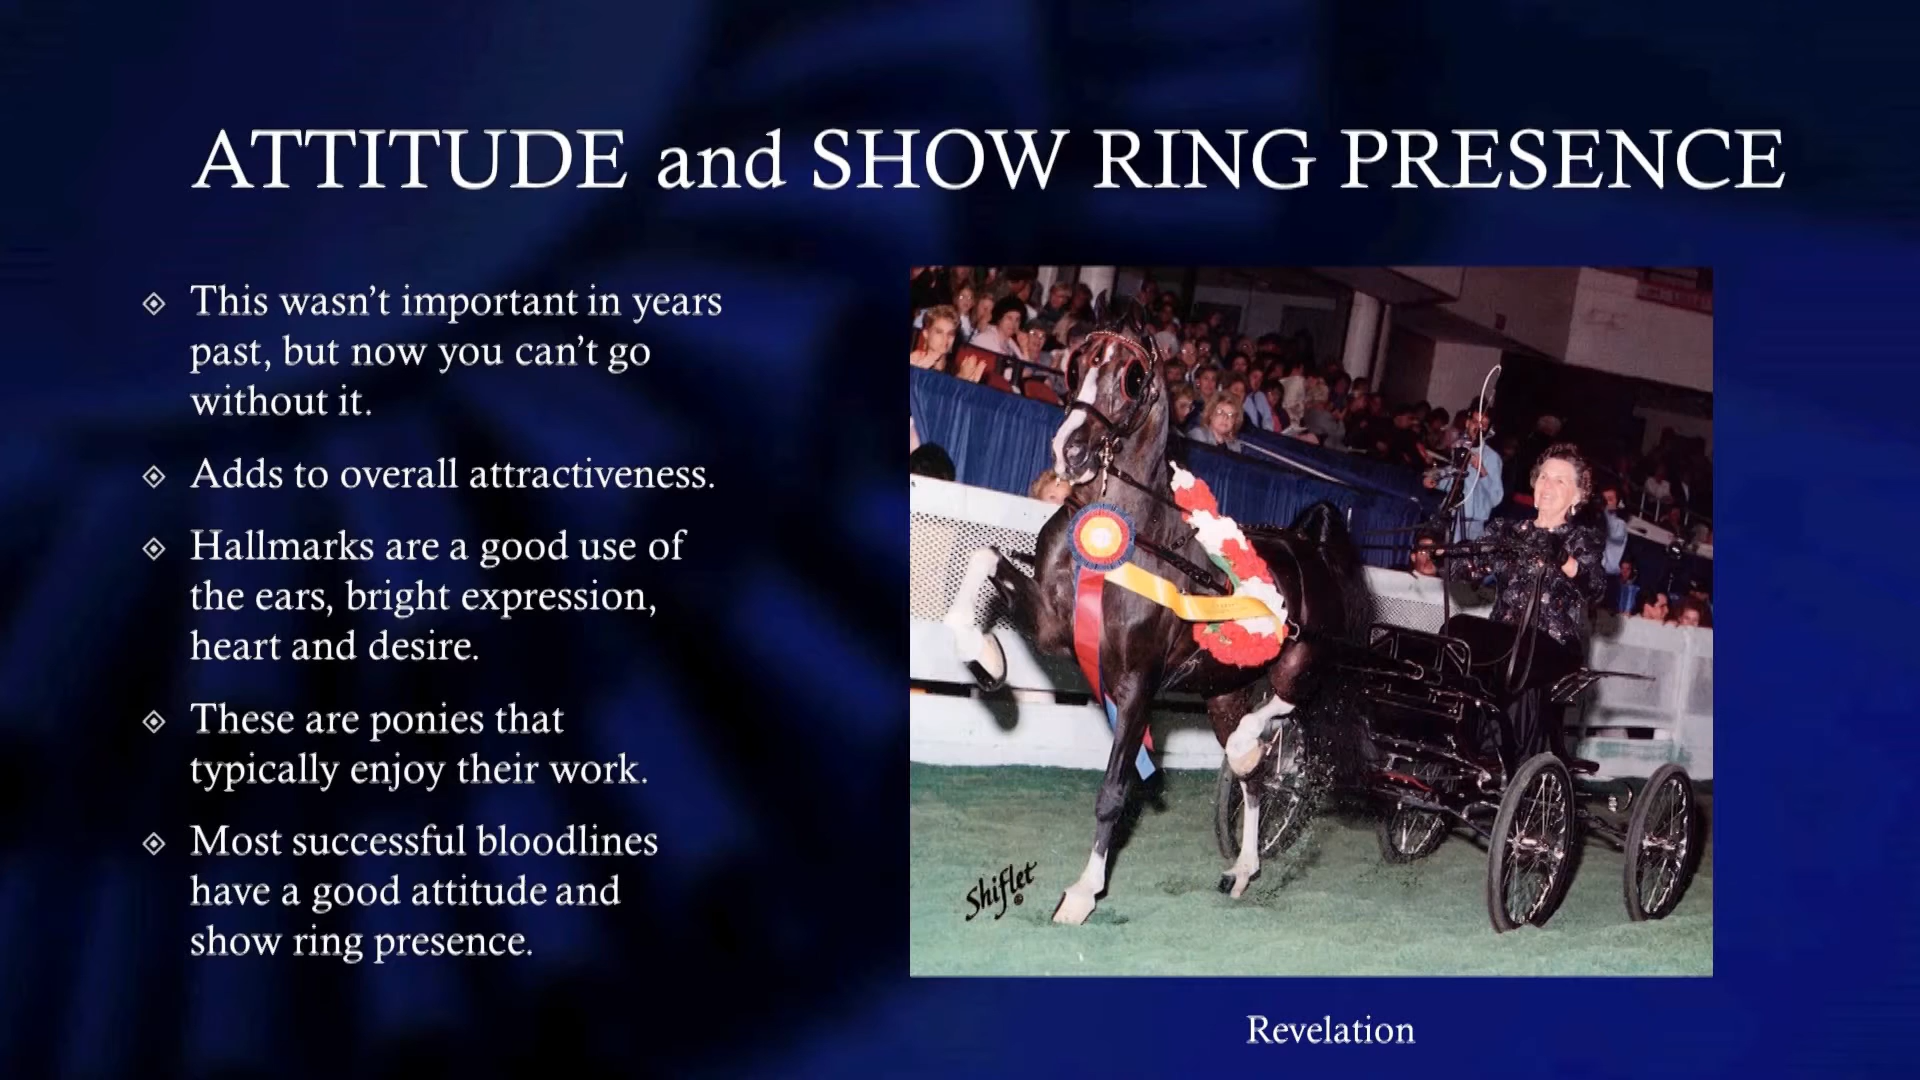 ATTITUDE and SHOW RING PRESENCE
This wasn't important in years
past, but now you can't go
without it.
Adds to overall attractiveness.
Hallmarks are a good use of
the ears, bright expression,
heart and desire.
These are ponies that
typically enjoy their work.
Most successful bloodlines
have a good attitude and
show ring presence.
Shiflet ©
Revelation